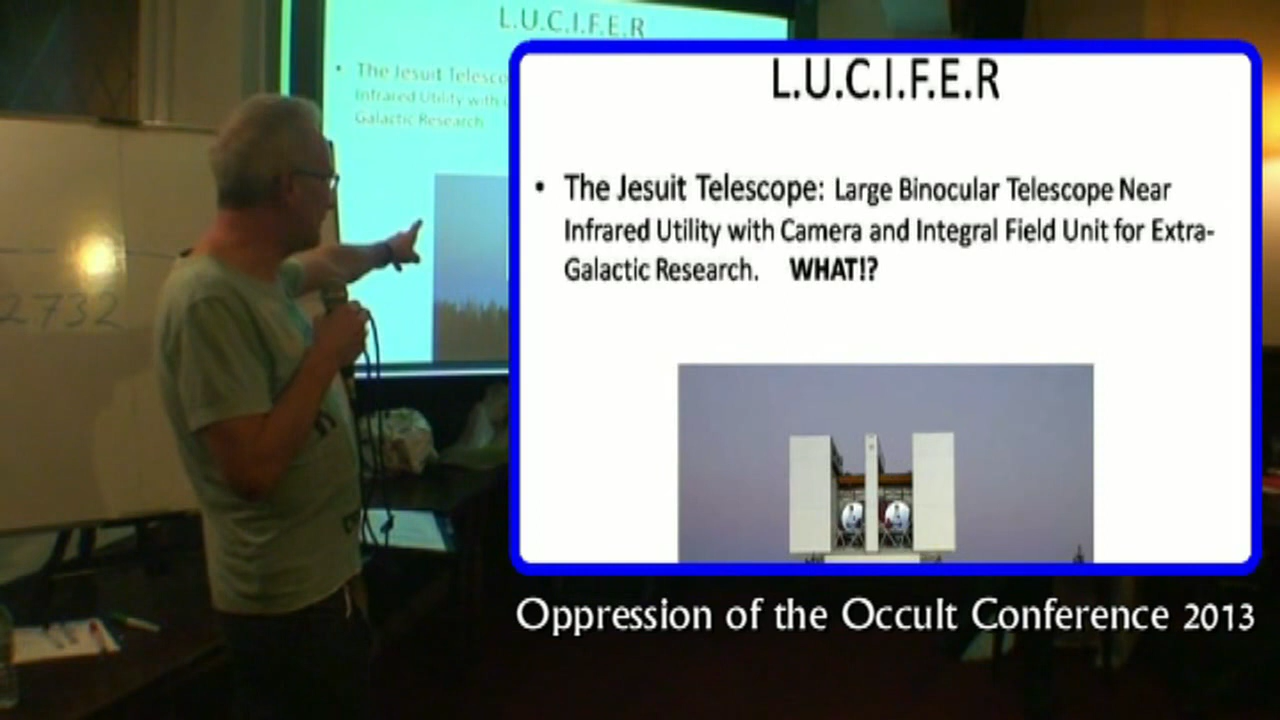 L.U.C.I.F.E.R
• The Jesuit Telesco
Infrared Utility with
Galactic Research
2732
L.U.C.I.F.E.R
• The Jesuit Telescope: Large Binocular Telescope Near
Infrared Utility with Camera and Integral Field Unit for Extra-
Galactic Research. WHAT!?
Oppression of the Occult Conference 2013